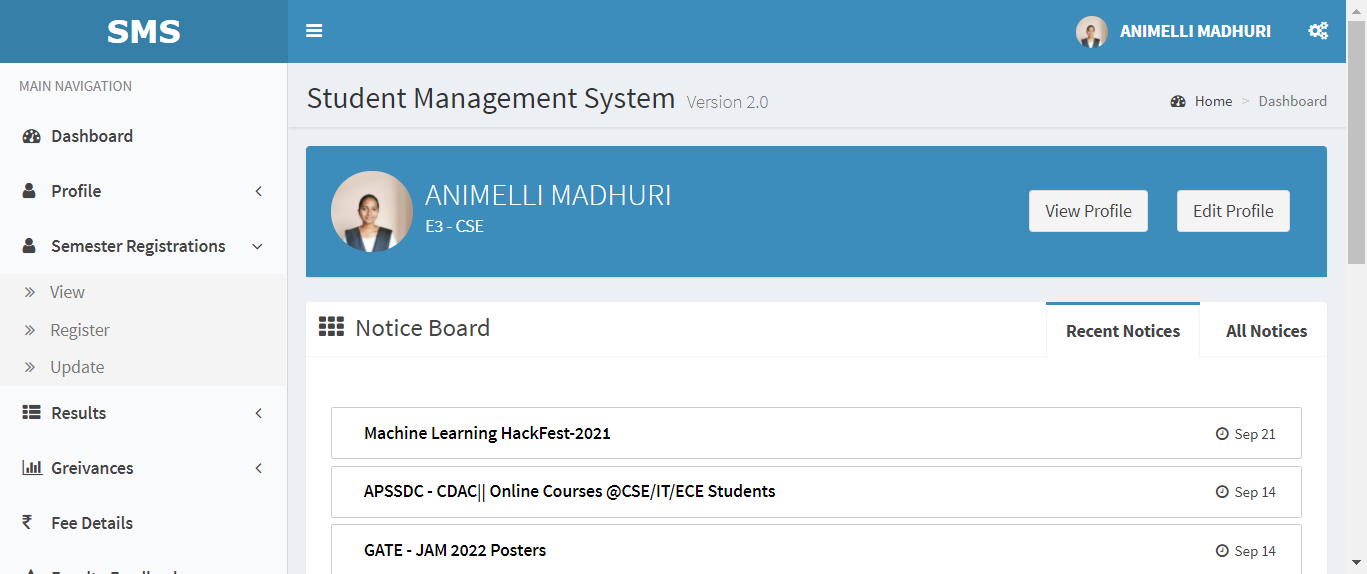 SMS
ANIMELLI MADHURI
MAIN NAVIGATION
Dashboard
Profile
Semester Registrations
View
Register
Update
Results
Greivances
Fee Details
Student Management System Version 2.0
Home > Dashboard
ANIMELLI MADHURI
E3 - CSE
View Profile
Edit Profile
Notice Board
Recent Notices
All Notices
Machine Learning HackFest-2021 Sep 21
APSSDC - CDAC|| Online Courses @CSE/IT/ECE Students Sep 14
GATE - JAM 2022 Posters Sep 14